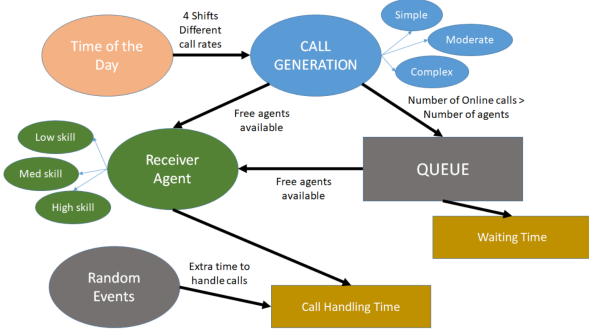 Time of the
Day
4 Shifts
Different
call rates
CALL
GENERATION
Simple
Moderate
Complex
Free agents
available
Number of Online calls >
Number of agents
Low skill
Med skill
High skill
Receiver
Agent
Free agents
available
QUEUE
Waiting Time
Random
Events
Extra time to
handle calls
Call Handling Time